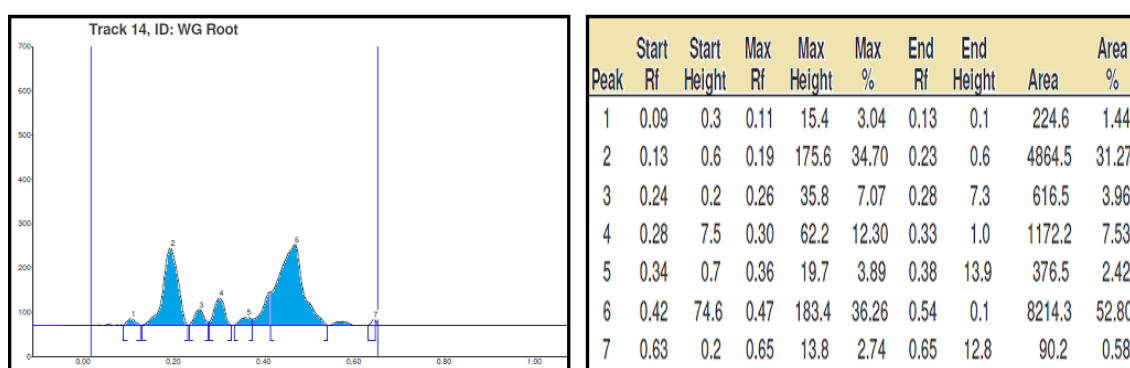 Track 14, ID: WG Root
700
600
500
400
300
200
100
0
1
2
3
4
5
6
7
0.00 0.20 0.40 0.60 0.80 1.00
Start Start Max Max Max End End Area
Peak Rf Height Rf Height % Rf Height Area %
1 0.09 0.3 0.11 15.4 3.04 0.13 0.1 224.6 1.44
2 0.13 0.6 0.19 175.6 34.70 0.23 0.6 4864.5 31.27
3 0.24 0.2 0.26 35.8 7.07 0.28 7.3 616.5 3.96
4 0.28 7.5 0.30 62.2 12.30 0.33 1.0 1172.2 7.53
5 0.34 0.7 0.36 19.7 3.89 0.38 13.9 376.5 2.42
6 0.42 74.6 0.47 183.4 36.26 0.54 0.1 8214.3 52.80
7 0.63 0.2 0.65 13.8 2.74 0.65 12.8 90.2 0.58